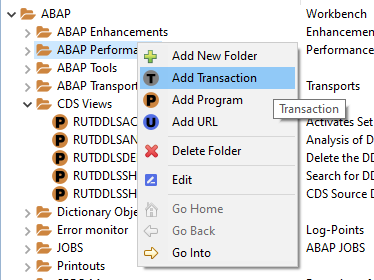 ABAP Workbench
ABAP Enhancements Enhancemen
ABAP Performa Performance
ABAP Tools
ABAP Transport Transports
CDS Views
RUTDDLSAC Activates Set
RUTDDLSAN Analysis of D
RUTDDLSDE Delete the DD
RUTDDLSSH Search for DD
RUTDDLSSH CDS Source D
Dictionary Obje
Error monitor Log-Points
JOBS ABAP JOBS
Printouts
Add New Folder
Add Transaction
Add Program
Add URL
Delete Folder
Edit
Go Home
Go Back
Go Into
Transaction